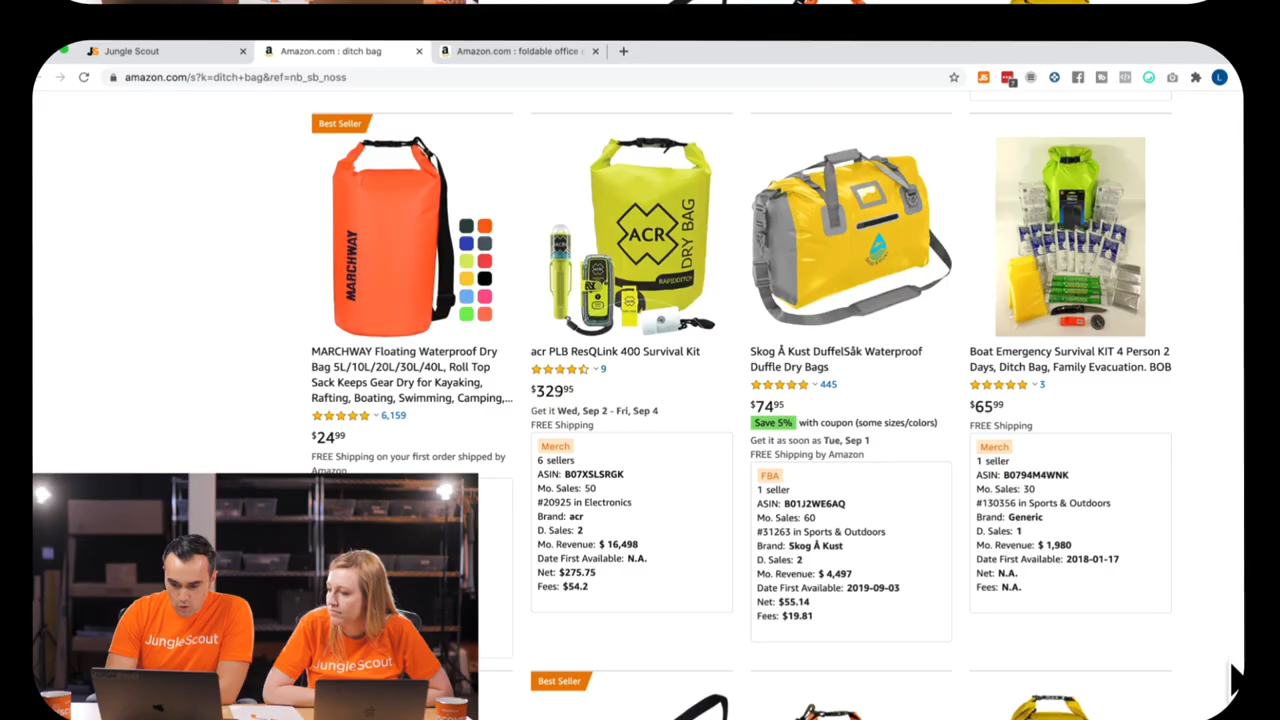 Jungle Scout
Amazon.com : ditch bag
Amazon.com : foldable office
amazon.com/s?k=ditch+bag&ref=nb_sb_noss
L
Best Seller
MARCHWAY
ACR
DRY BAG
RAPIDDITCH
MARCHWAY Floating Waterproof Dry
Bag 5L/10L/20L/30L/40L, Roll Top
Sack Keeps Gear Dry for Kayaking,
Rafting, Boating, Swimming, Camping,...
6,159
$24.99
FREE Shipping on your first order shipped by
Amazon
acr PLB ResQLink 400 Survival Kit
9
$329.95
Get it Wed, Sep 2 - Fri, Sep 4
FREE Shipping
Merch
6 sellers
ASIN: B07XSLSRGK
Mo. Sales: 50
#20925 in Electronics
Brand: acr
D. Sales: 2
Mo. Revenue: $ 16,498
Date First Available: N.A.
Net: $275.75
Fees: $54.2
Skog Å Kust DuffelSåk Waterproof
Duffle Dry Bags
445
$74.95
Save 5% with coupon (some sizes/colors)
Get it as soon as Tue, Sep 1
FREE Shipping by Amazon
FBA
1 seller
ASIN: B01J2WE6AQ
Mo. Sales: 60
#31263 in Sports & Outdoors
Brand: Skog Å Kust
D. Sales: 2
Mo. Revenue: $ 4,497
Date First Available: 2019-09-03
Net: $55.14
Fees: $19.81
Boat Emergency Survival KIT 4 Person 2
Days, Ditch Bag, Family Evacuation. BOB
3
$65.99
FREE Shipping
Merch
1 seller
ASIN: B0794M4WNK
Mo. Sales: 30
#130356 in Sports & Outdoors
Brand: Generic
D. Sales: 1
Mo. Revenue: $ 1,980
Date First Available: 2018-01-17
Net: N.A.
Fees: N.A.
JungleScout
JungleScout
Best Seller